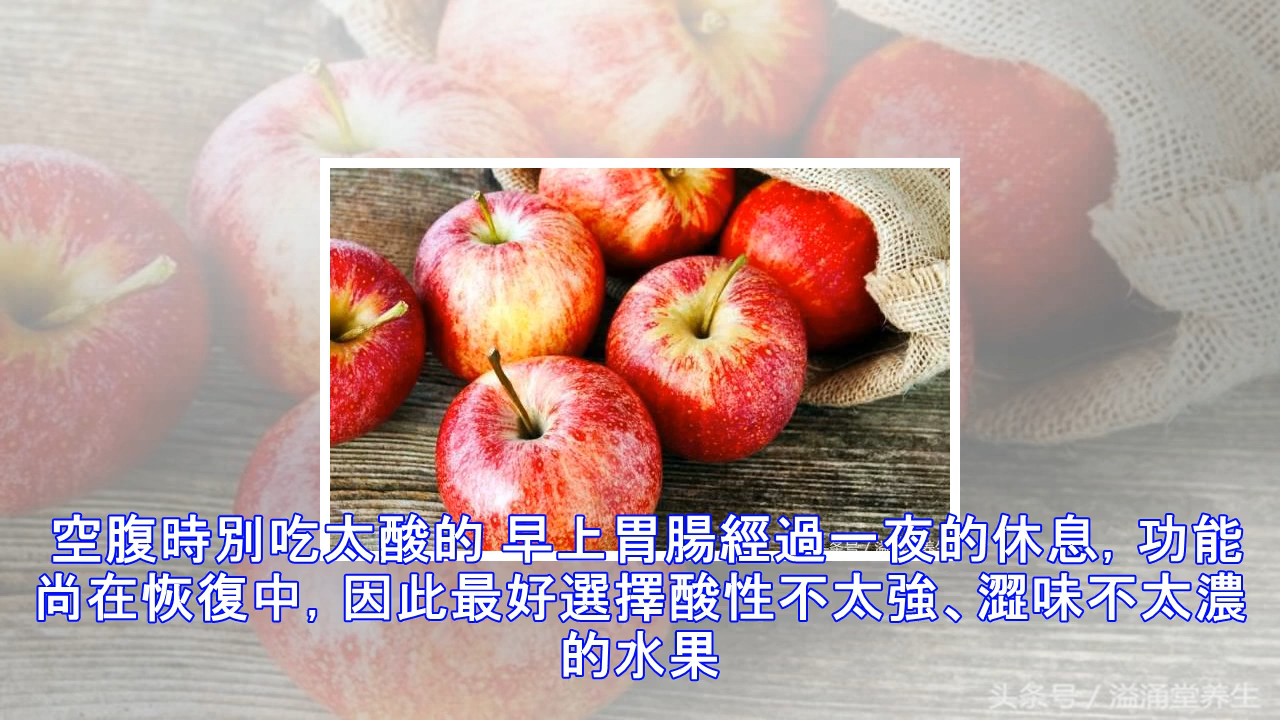 空腹時別吃太酸的 早上胃腸經過一夜的休息, 功能
尚在恢復中, 因此最好選擇酸性不太強、澀味不太濃
的水果
头条号 / 溢涌堂养生